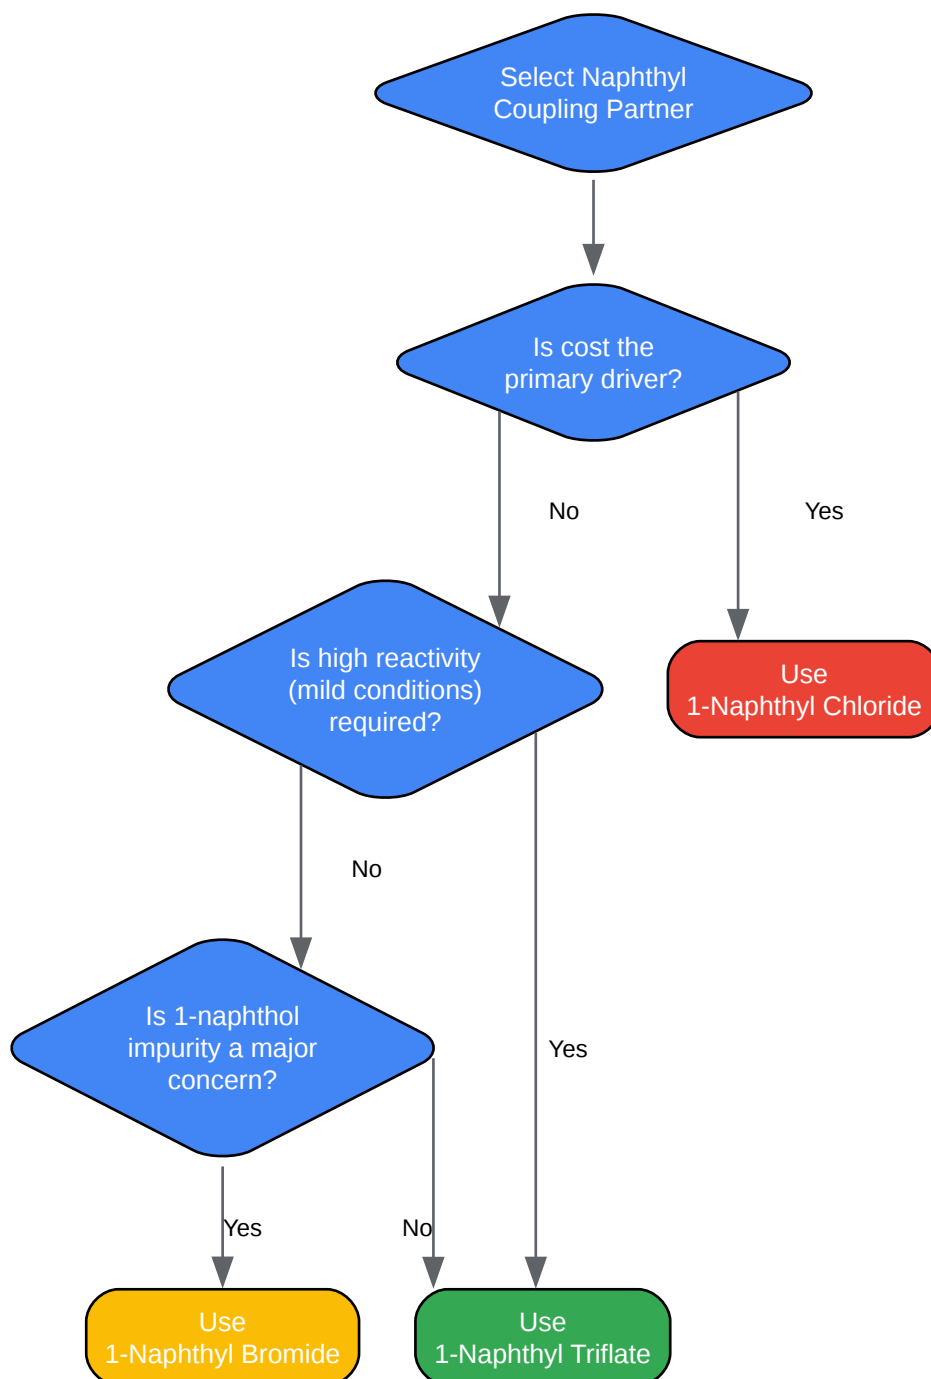 Select Naphthyl
Coupling Partner
Is cost the
primary driver?
No
Yes
Is high reactivity
(mild conditions)
required?
Use
1-Naphthyl Chloride
No
Is 1-naphthol
impurity a major
concern?
Yes
Yes
No
Use
1-Naphthyl Bromide
Use
1-Naphthyl Triflate